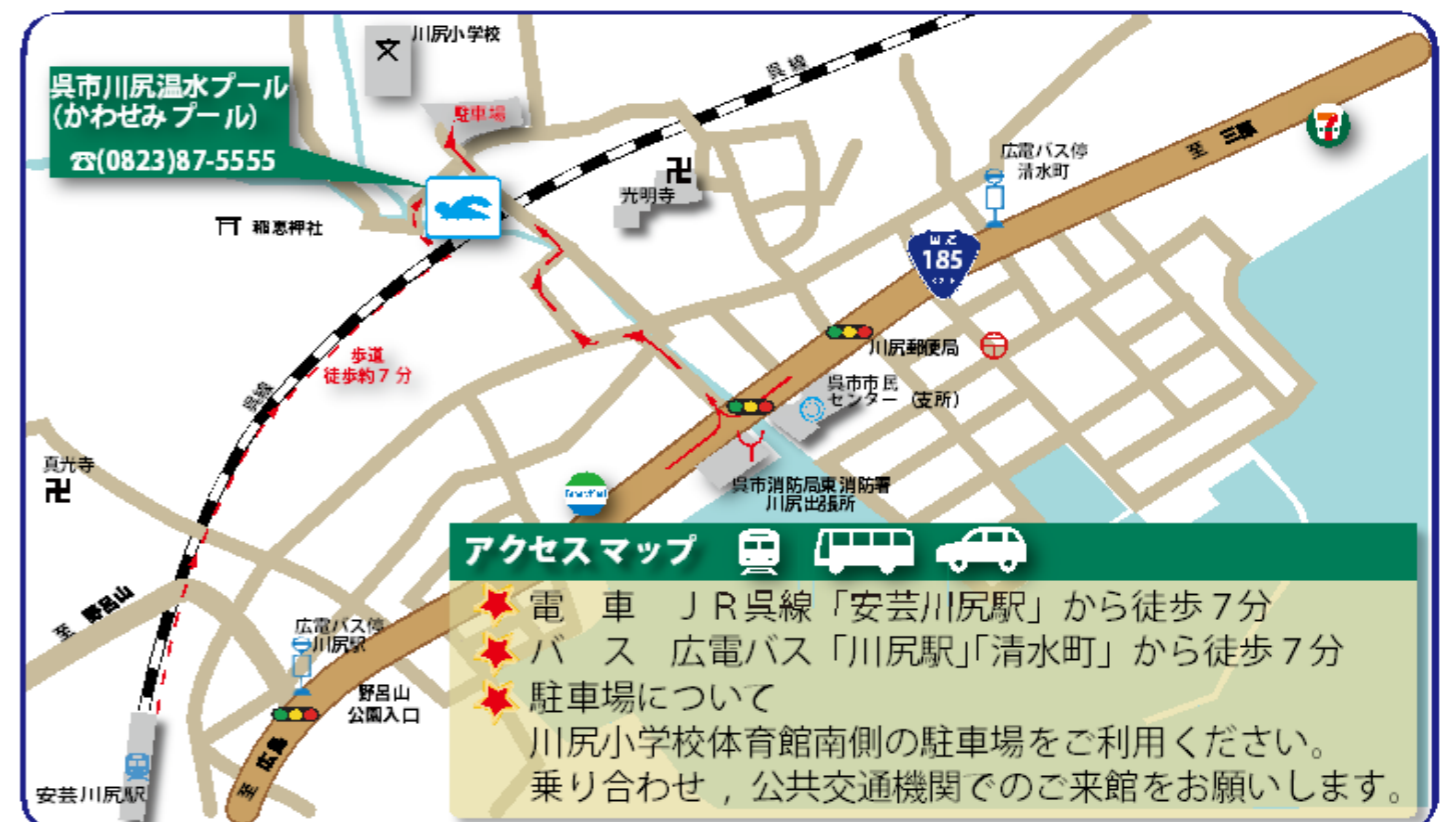 川尻小学校
呉市川尻温水プール
(かわせみプール)
☎(0823)87-5555
駐車場
呉線
至 三原
7
広電バス停
清水町
光明寺
稲恵押社
185
川尻郵便局
呉市市民
センター（支所）
歩道
徒歩約７分
呉線
真光寺
呉市消防局東消防署
川尻出張所
至 野呂山
広電バス停
川尻駅
野呂山
公園入口
至 広島
安芸川尻駅
アクセスマップ
電　車　ＪＲ呉線「安芸川尻駅」から徒歩７分
バ　ス　広電バス「川尻駅」「清水町」から徒歩７分
駐車場について
川尻小学校体育館南側の駐車場をご利用ください。
乗り合わせ , 公共交通機関でのご来館をお願いします。